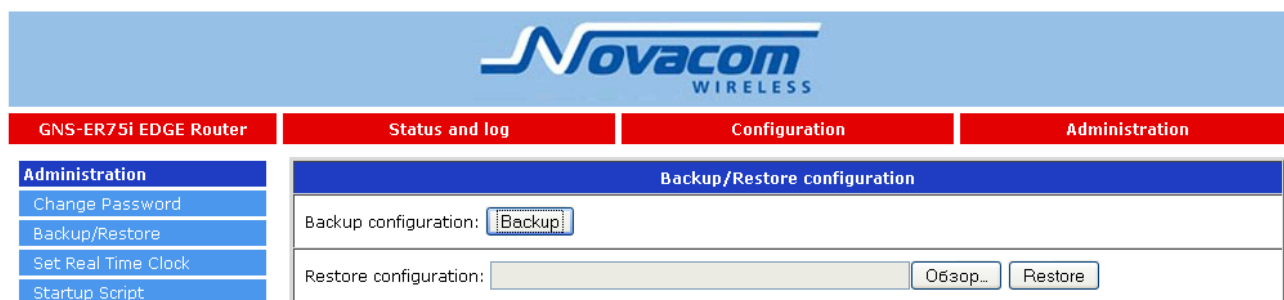 Novacom
WIRELESS
GNS-ER75i EDGE Router Status and log Configuration Administration
Administration
Change Password
Backup/Restore
Set Real Time Clock
Startup Script
Backup/Restore configuration
Backup configuration: Backup
Restore configuration: Обзор... Restore